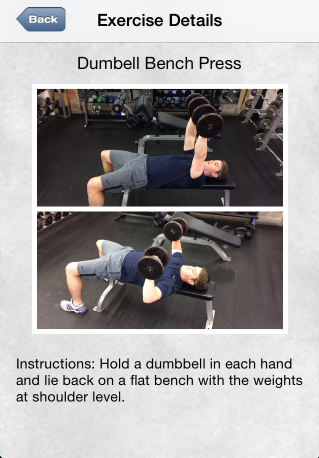 Back
Exercise Details
Dumbell Bench Press
Instructions: Hold a dumbbell in each hand
and lie back on a flat bench with the weights
at shoulder level.